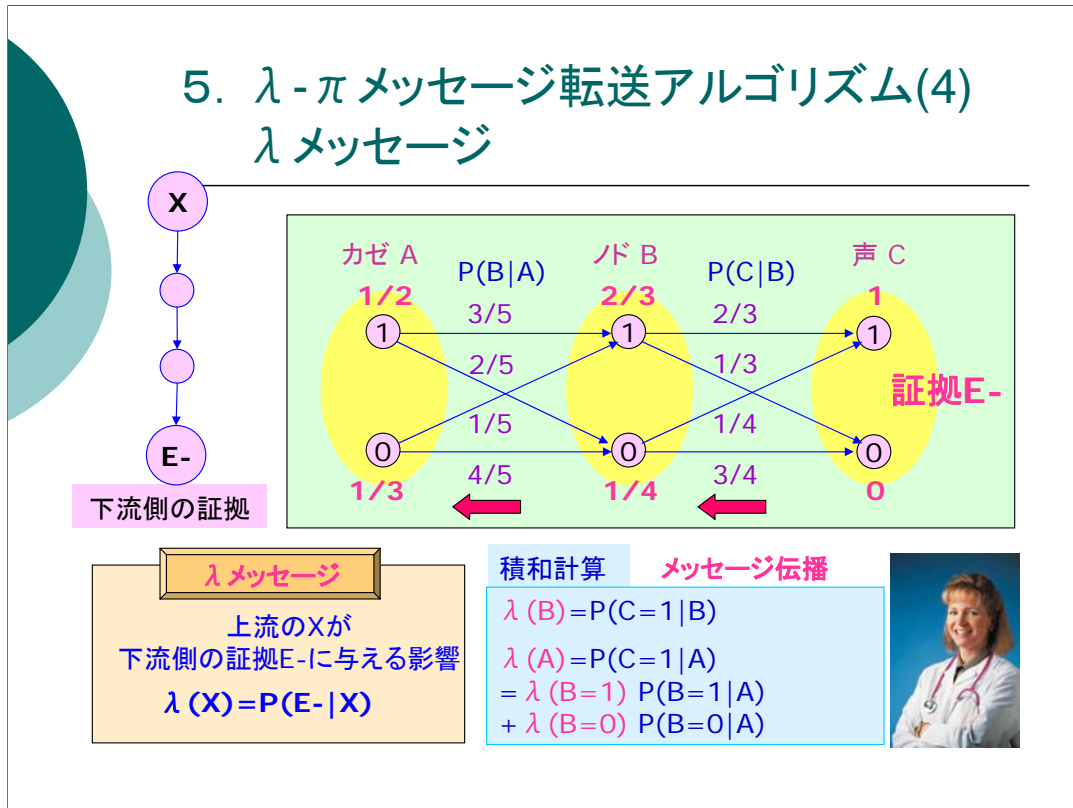 ５. λ-πメッセージ転送アルゴリズム(4)
λメッセージ
X
E-
下流側の証拠
カゼ A
P(B|A)
ノド B
P(C|B)
声 C
1/2
3/5
2/3
2/3
1
1
1
1
2/5
1/3
証拠E-
1/5
1/4
0
0
0
4/5
3/4
1/3
1/4
0
λメッセージ
上流のXが
下流側の証拠E-に与える影響
λ(X)=P(E-|X)
積和計算 メッセージ伝播
λ(B)=P(C=1|B)
λ(A)=P(C=1|A)
=λ(B=1) P(B=1|A)
+λ(B=0) P(B=0|A)